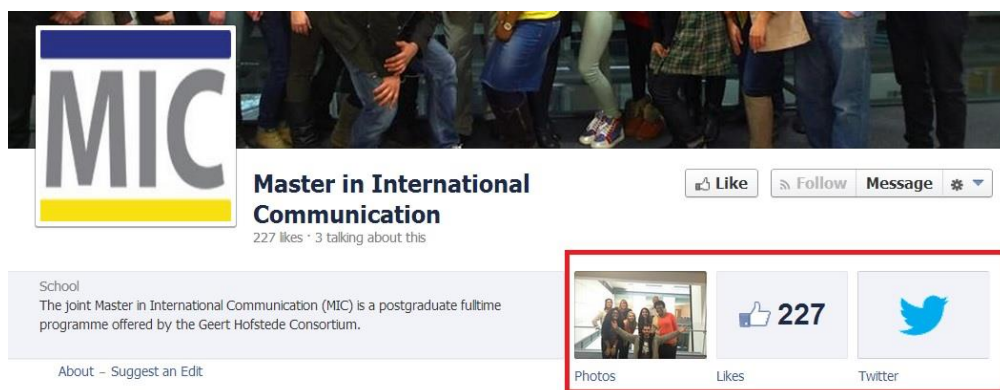 MIC
Master in International
Communication
227 likes · 3 talking about this
Like
Follow
Message
School
The joint Master in International Communication (MIC) is a postgraduate fulltime
programme offered by the Geert Hofstede Consortium.
About – Suggest an Edit
227
Photos
Likes
Twitter